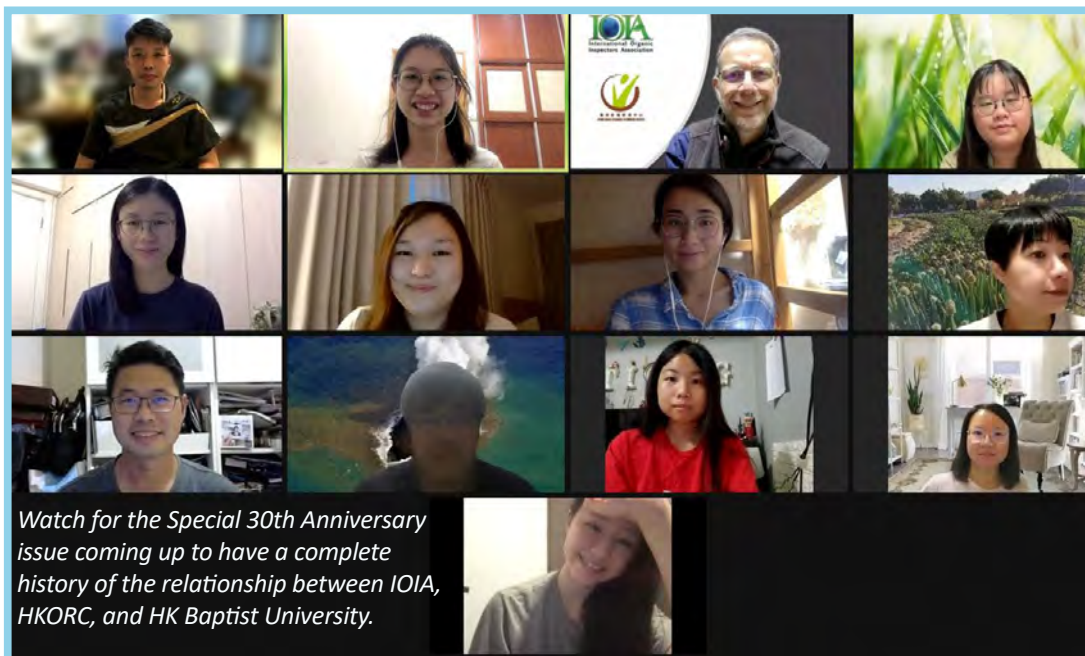 IOIA
International Organic
Inspectors Association
Watch for the Special 30th Anniversary
issue coming up to have a complete
history of the relationship between IOIA,
HKORC, and HK Baptist University.